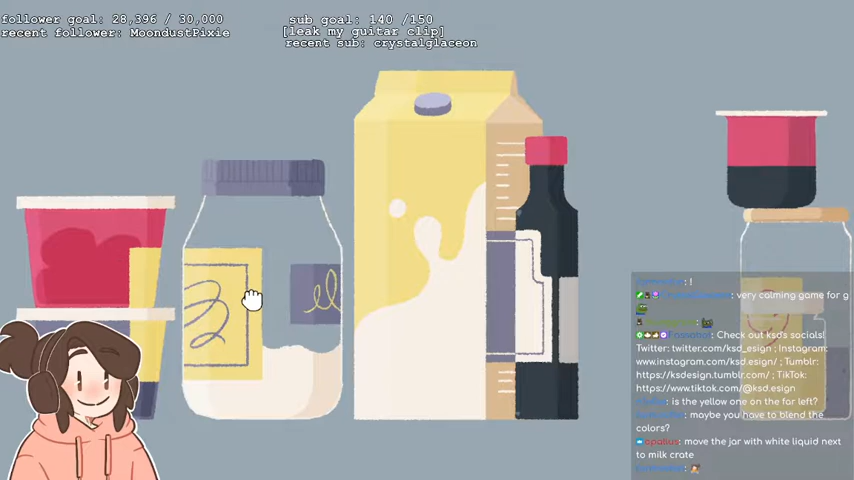 follower goal: 28,396 / 30,000
recent follower: MoondustPixie
sub goal: 140 /150
[leak my guitar clip]
recent sub: crystalglaceon
: !
: very calming game for g
: Check out ksds socials!
Twitter: twitter.com/ksd_esign ; Instagram:
www.instagram.com/ksd.esign/ ; Tumblr:
https://ksdesign.tumblr.com/ ; TikTok:
https://www.tiktok.com/@ksd.esign
: is the yellow one on the far left?
: maybe you have to blend the
colors?
opalius: move the jar with white liquid next
to milk crate